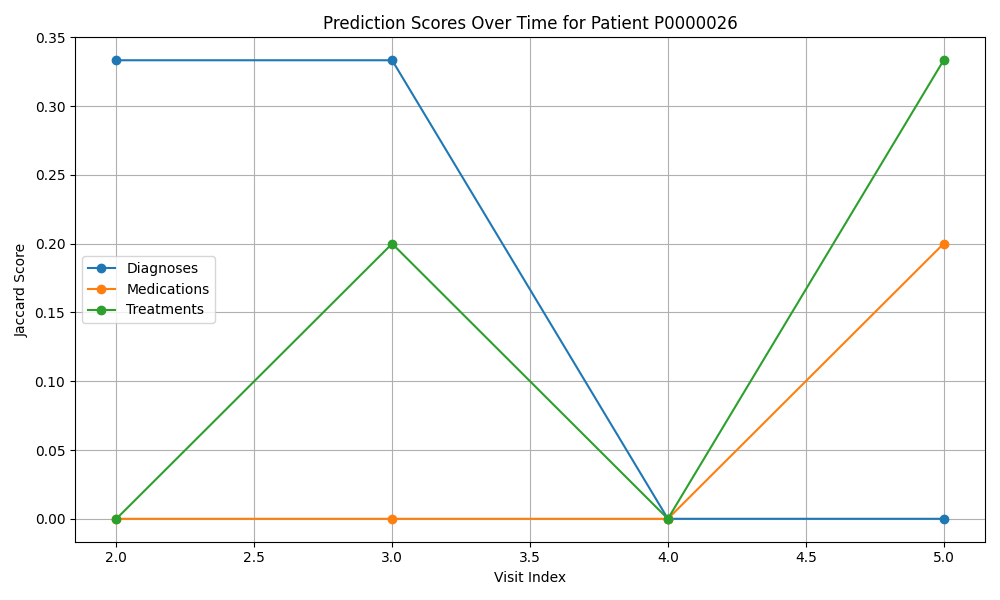 Prediction Scores Over Time for Patient P0000026
0.35
0.30
0.25
0.20
0.15
0.10
0.05
0.00
Jaccard Score
Diagnoses
Medications
Treatments
2.0 2.5 3.0 3.5 4.0 4.5 5.0
Visit Index